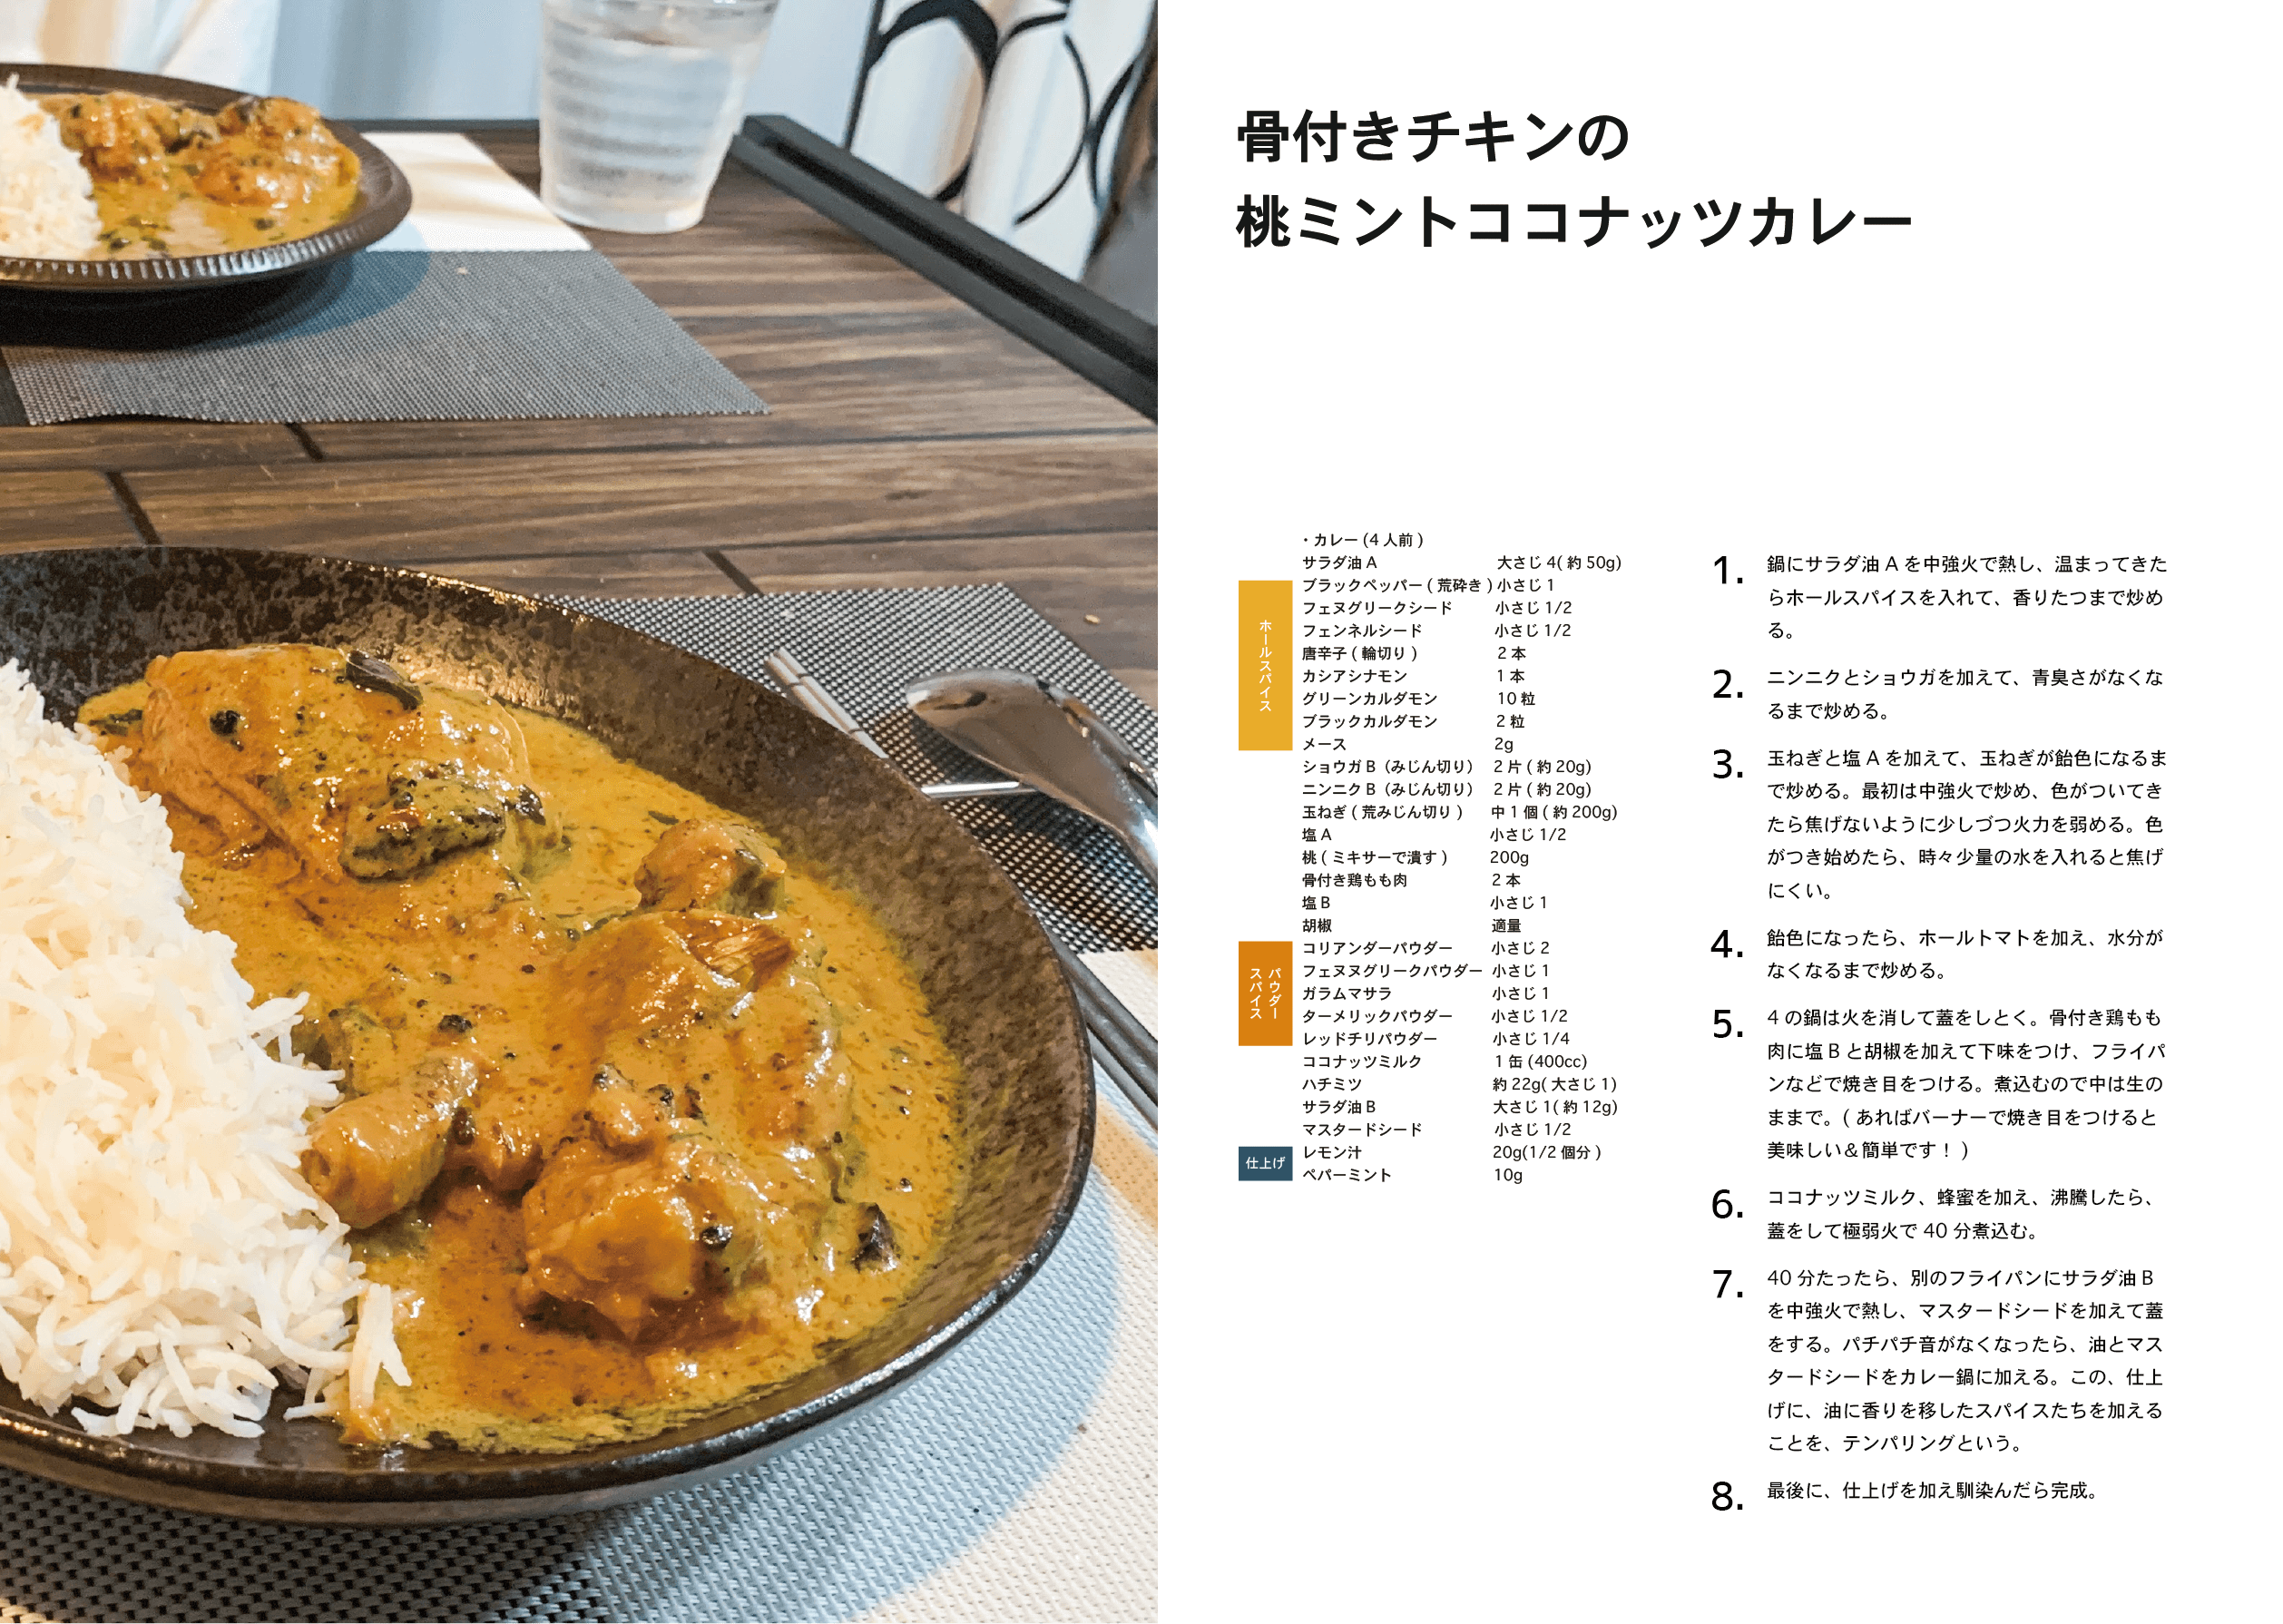 骨付きチキンの
桃ミントココナッツカレー
・カレー (4 人前 )
サラダ油 A 大さじ 4( 約 50g)
ホールスパイス
ブラックペッパー ( 荒砕き ) 小さじ 1
フェヌグリークシード 小さじ 1/2
フェンネルシード 小さじ 1/2
唐辛子 ( 輪切り ) 2 本
カシアシナモン 1 本
グリーンカルダモン 10 粒
ブラックカルダモン 2 粒
メース 2g
ショウガ B（みじん切り） 2 片 ( 約 20g)
ニンニク B（みじん切り） 2 片 ( 約 20g)
玉ねぎ ( 荒みじん切り ) 中 1 個 ( 約 200g)
塩 A 小さじ 1/2
桃 ( ミキサーで潰す ) 200g
骨付き鶏もも肉 2 本
塩 B 小さじ 1
胡椒 適量
パウダー
スパイス
コリアンダーパウダー 小さじ 2
フェヌヌグリークパウダー 小さじ 1
ガラムマサラ 小さじ 1
ターメリックパウダー 小さじ 1/2
レッドチリパウダー 小さじ 1/4
ココナッツミルク 1 缶 (400cc)
ハチミツ 約 22g( 大さじ 1)
サラダ油 B 大さじ 1( 約 12g)
マスタードシード 小さじ 1/2
仕上げ
レモン汁 20g(1/2 個分 )
ペパーミント 10g
1. 鍋にサラダ油 A を中強火で熱し、温まってきた
らホールスパイスを入れて、香りたつまで炒め
る。
2. ニンニクとショウガを加えて、青臭さがなくな
るまで炒める。
3. 玉ねぎと塩 A を加えて、玉ねぎが飴色になるま
で炒める。最初は中強火で炒め、色がついてき
たら焦げないように少しづつ火力を弱める。色
がつき始めたら、時々少量の水を入れると焦げ
にくい。
4. 飴色になったら、ホールトマトを加え、水分が
なくなるまで炒める。
5. 4 の鍋は火を消して蓋をしとく。骨付き鶏もも
肉に塩 B と胡椒を加えて下味をつけ、フライパ
ンなどで焼き目をつける。煮込むので中は生の
ままで。( あればバーナーで焼き目をつけると
美味しい＆簡単です！ )
6. ココナッツミルク、蜂蜜を加え、沸騰したら、
蓋をして極弱火で 40 分煮込む。
7. 40 分たったら、別のフライパンにサラダ油 B
を中強火で熱し、マスタードシードを加えて蓋
をする。パチパチ音がなくなったら、油とマス
タードシードをカレー鍋に加える。この、仕上
げに、油に香りを移したスパイスたちを加える
ことを、テンパリングという。
8. 最後に、仕上げを加え馴染んだら完成。